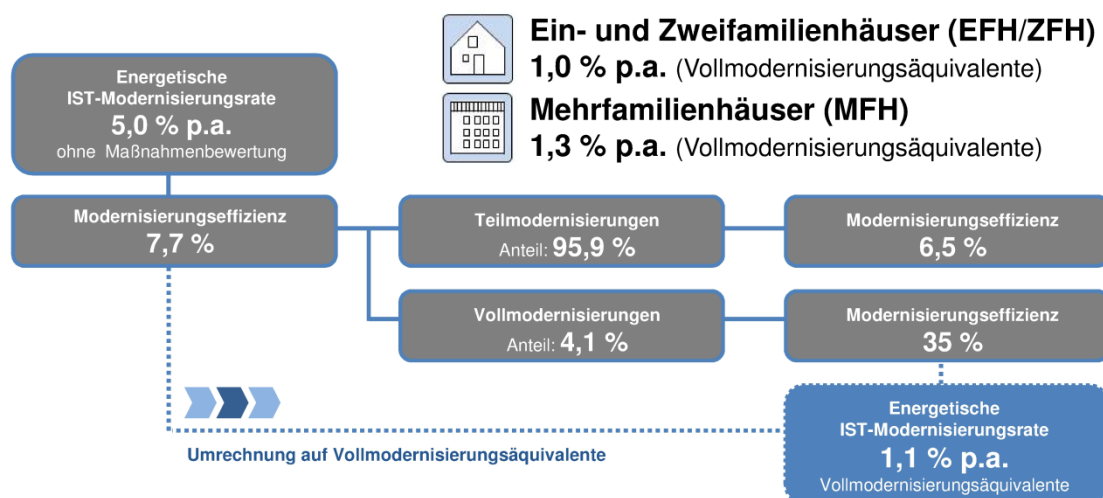 Ein- und Zweifamilienhäuser (EFH/ZFH)
1,0 % p.a. (Vollmodernisierungsäquivalente)
Mehrfamilienhäuser (MFH)
1,3 % p.a. (Vollmodernisierungsäquivalente)
Energetische
IST-Modernisierungsrate
5,0 % p.a.
ohne Maßnahmenbewertung
Modernisierungseffizienz
7,7 %
Teilmodernisierungen
Anteil: 95,9 %
Modernisierungseffizienz
6,5 %
Vollmodernisierungen
Anteil: 4,1 %
Modernisierungseffizienz
35 %
Umrechnung auf Vollmodernisierungsäquivalente
Energetische
IST-Modernisierungsrate
1,1 % p.a.
Vollmodernisierungsäquivalente